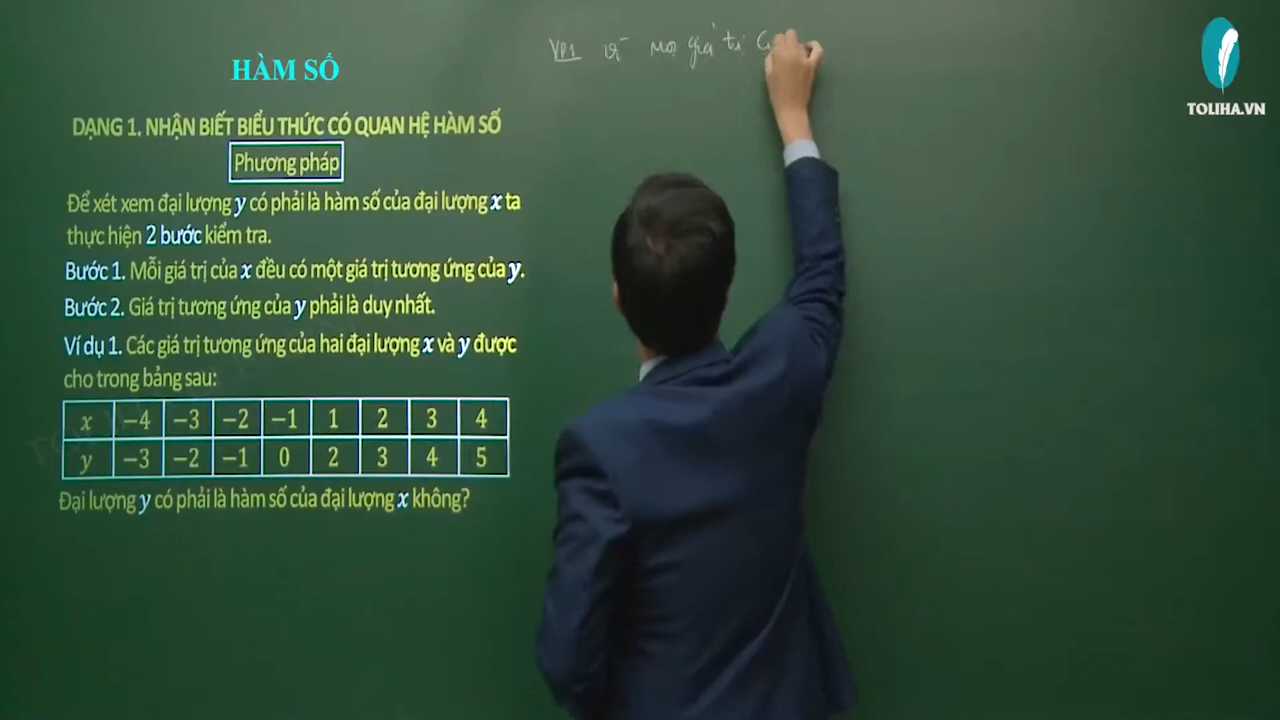 HÀM SỐ
DẠNG 1. NHẬN BIẾT BIỂU THỨC CÓ QUAN HỆ HÀM SỐ
Phương pháp
Để xét xem đại lượng y có phải là hàm số của đại lượng x ta
thực hiện 2 bước kiểm tra.
Bước 1. Mỗi giá trị của x đều có một giá trị tương ứng của y.
Bước 2. Giá trị tương ứng của y phải là duy nhất.
Ví dụ 1. Các giá trị tương ứng của hai đại lượng x và y được
cho trong bảng sau:
x −4 −3 −2 −1 1 2 3 4
y −3 −2 −1 0 2 3 4 5
Đại lượng y có phải là hàm số của đại lượng x không?
VD1 vì mọi giá trị
TOLIHA.VN